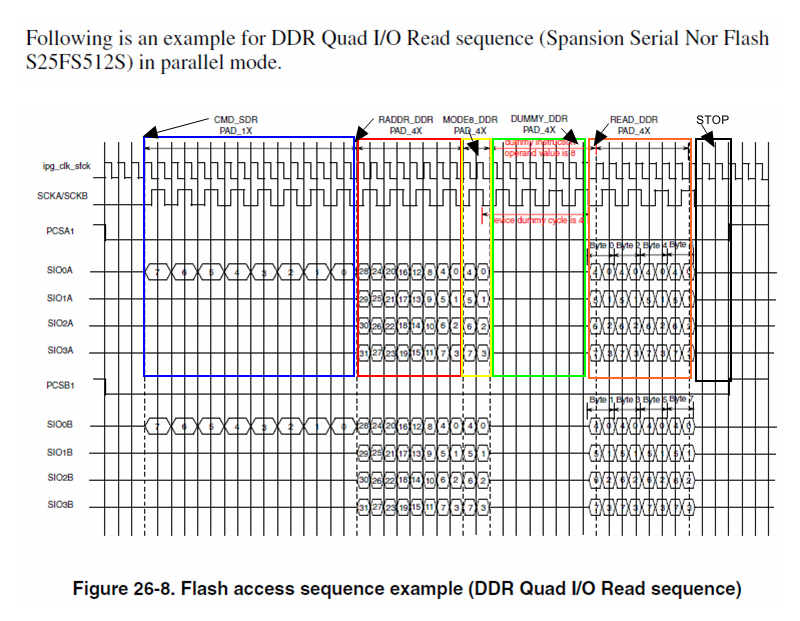 Following is an example for DDR Quad I/O Read sequence (Spansion Serial Nor Flash
S25FS512S) in parallel mode.
CMD_SDR RADDR_DDR MODE8_DDR DUMMY_DDR READ_DDR STOP
PAD_1X PAD_4X PAD_4X PAD_4X PAD_4X
dummy instruction
operand value is 8
ipg_clk_sfck
SCKA/SCKB
device dummy cycle is 4
PCSA1
Byte 0 Byte 2 Byte 4 Byte
SIO0A 7 6 5 4 3 2 1 0 28 24 20 16 12 8 4 0 4 0 4 0 4 0 4 0 4 0
SIO1A 29 25 21 17 13 9 5 1 5 1 5 1 5 1 5 1 5 1
SIO2A 30 26 22 18 14 10 6 2 6 2 6 2 6 2 6 2 6 2
SIO3A 31 27 23 19 15 11 7 3 7 3 7 3 7 3 7 3 7 3
PCSB1
Byte 1 Byte 3 Byte 5 Byte 7
SIO0B 7 6 5 4 3 2 1 0 28 24 20 16 12 8 4 0 4 0 4 0 4 0 4 0 4 0
SIO1B 29 25 21 17 13 9 5 1 5 1 5 1 5 1 5 1 5 1
SIO2B 30 26 22 18 14 10 6 2 6 2 6 2 6 2 6 2 6 2
SIO3B 31 27 23 19 15 11 7 3 7 3 7 3 7 3 7 3 7 3
Figure 26-8. Flash access sequence example (DDR Quad I/O Read sequence)